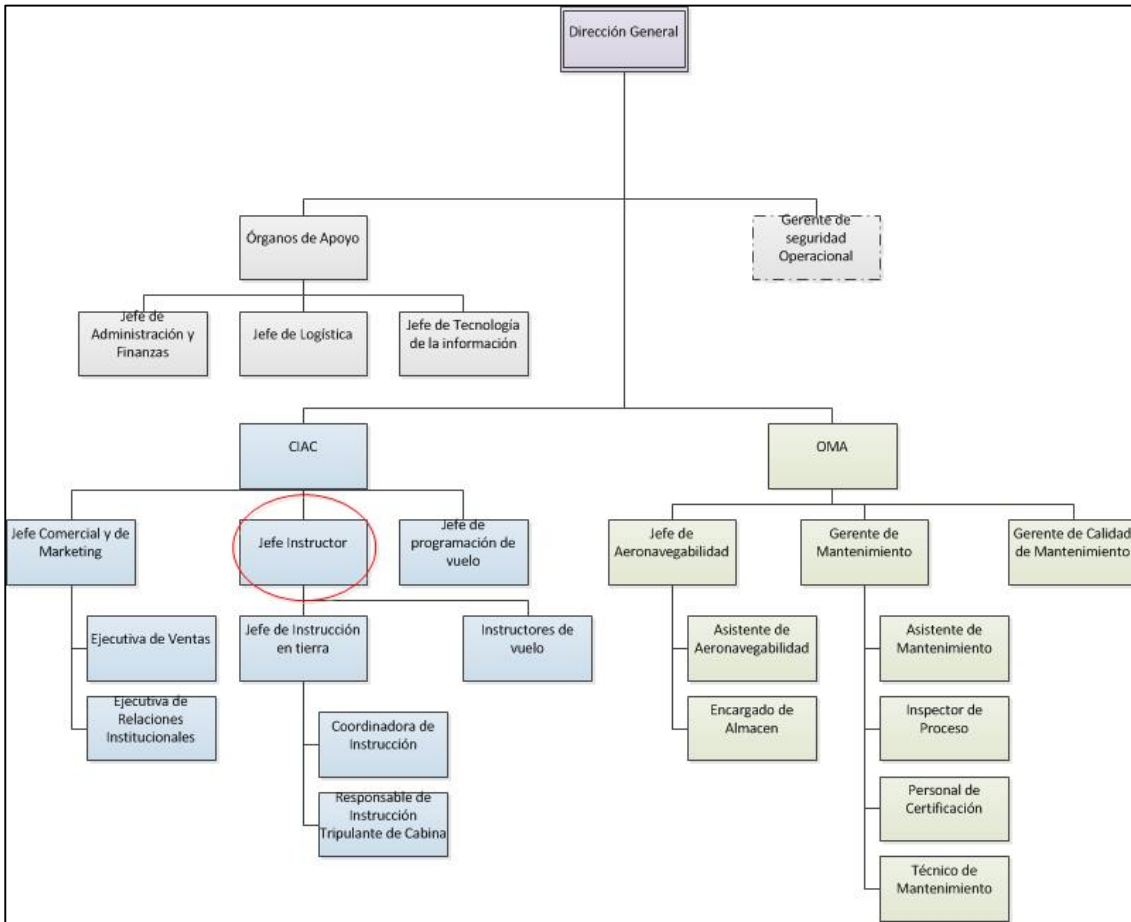 Dirección General
Órganos de Apoyo
Gerente de
seguridad
Operacional
Jefe de
Administración y
Finanzas
Jefe de Logística
Jefe de Tecnología
de la información
CIAC
OMA
Jefe Comercial y de
Marketing
Jefe Instructor
Jefe de
programación de
vuelo
Jefe de
Aeronavegabilidad
Gerente de
Mantenimiento
Gerente de Calidad
de Mantenimiento
Ejecutiva de Ventas
Jefe de Instrucción
en tierra
Instructores de
vuelo
Asistente de
Aeronavegabilidad
Asistente de
Mantenimiento
Ejecutiva de
Relaciones
Institucionales
Coordinadora de
Instrucción
Encargado de
Almacen
Inspector de
Proceso
Responsable de
Instrucción
Tripulante de Cabina
Personal de
Certificación
Técnico de
Mantenimiento